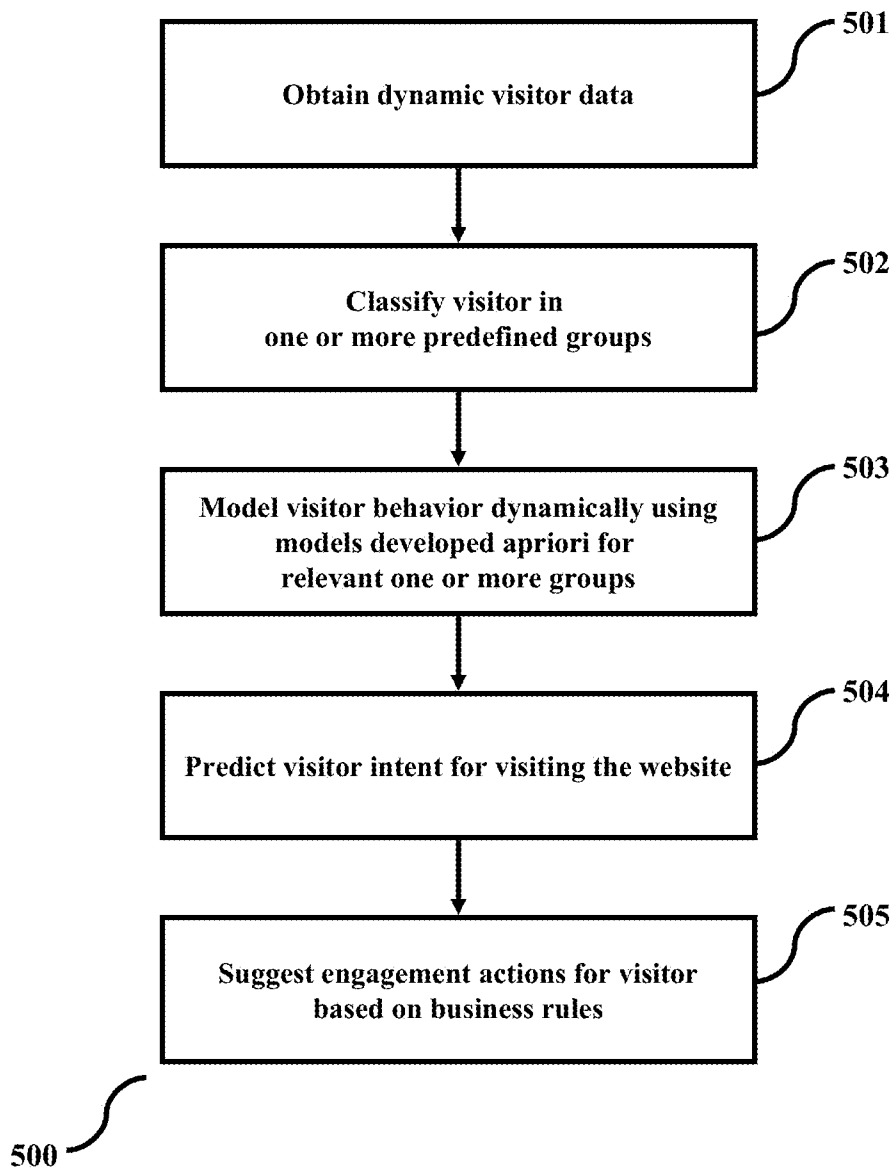 501
Obtain dynamic visitor data
502
Classify visitor in
one or more predefined groups
503
Model visitor behavior dynamically using
models developed apriori for
relevant one or more groups
504
Predict visitor intent for visiting the website
505
Suggest engagement actions for visitor
based on business rules
500